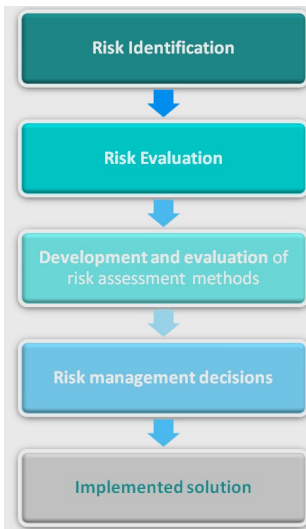 Risk Identification
Risk Evaluation
Development and evaluation of
risk assessment methods
Risk management decisions
Implemented solution